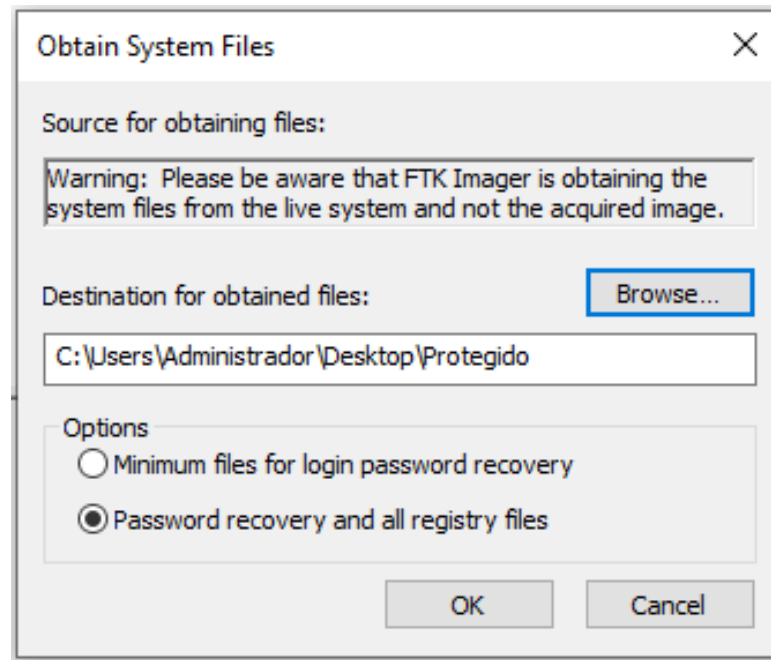 Obtain System Files
Source for obtaining files:
Warning:  Please be aware that FTK Imager is obtaining the
system files from the live system and not the acquired image.
Destination for obtained files:
Browse...
C:\Users\Administrador\Desktop\Protegido
Options
Minimum files for login password recovery
Password recovery and all registry files
OK
Cancel